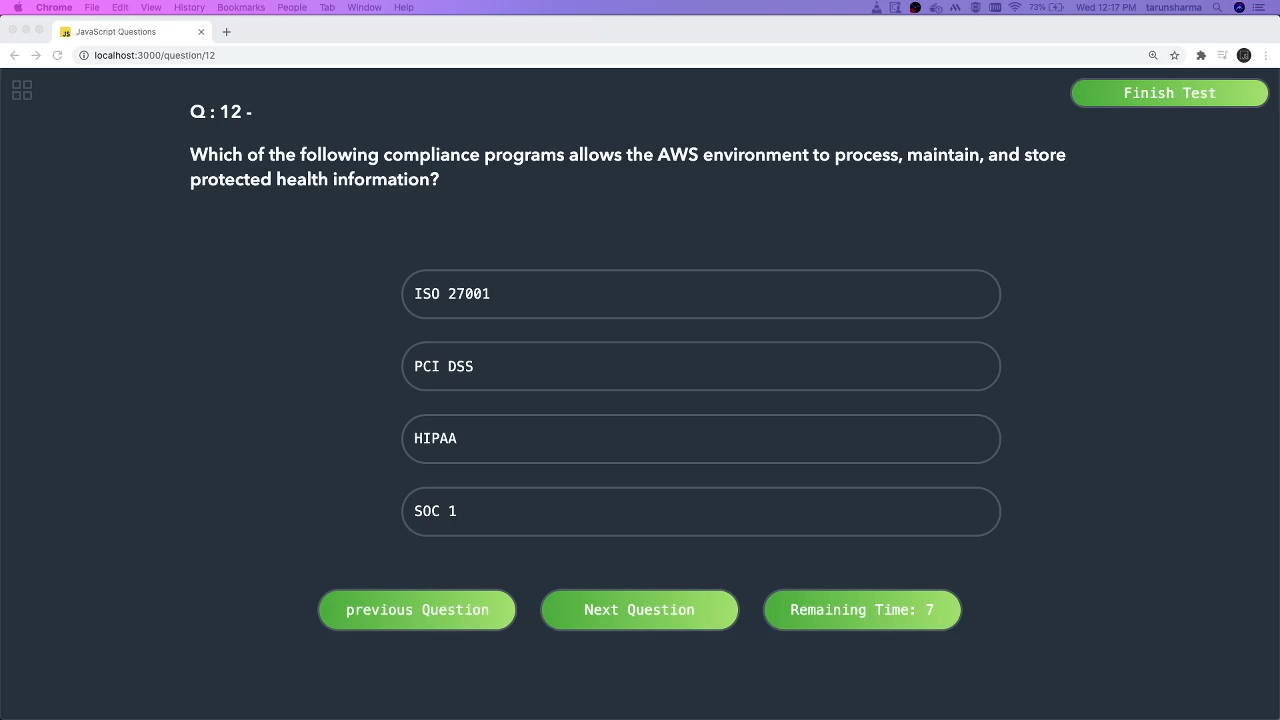 Chrome File Edit View History Bookmarks People Tab Window Help 73% Wed 12:17 PM tarunsharma
JS JavaScript Questions
localhost:3000/question/12
Finish Test
Q : 12 -
Which of the following compliance programs allows the AWS environment to process, maintain, and store
protected health information?
ISO 27001
PCI DSS
HIPAA
SOC 1
previous Question Next Question Remaining Time: 7